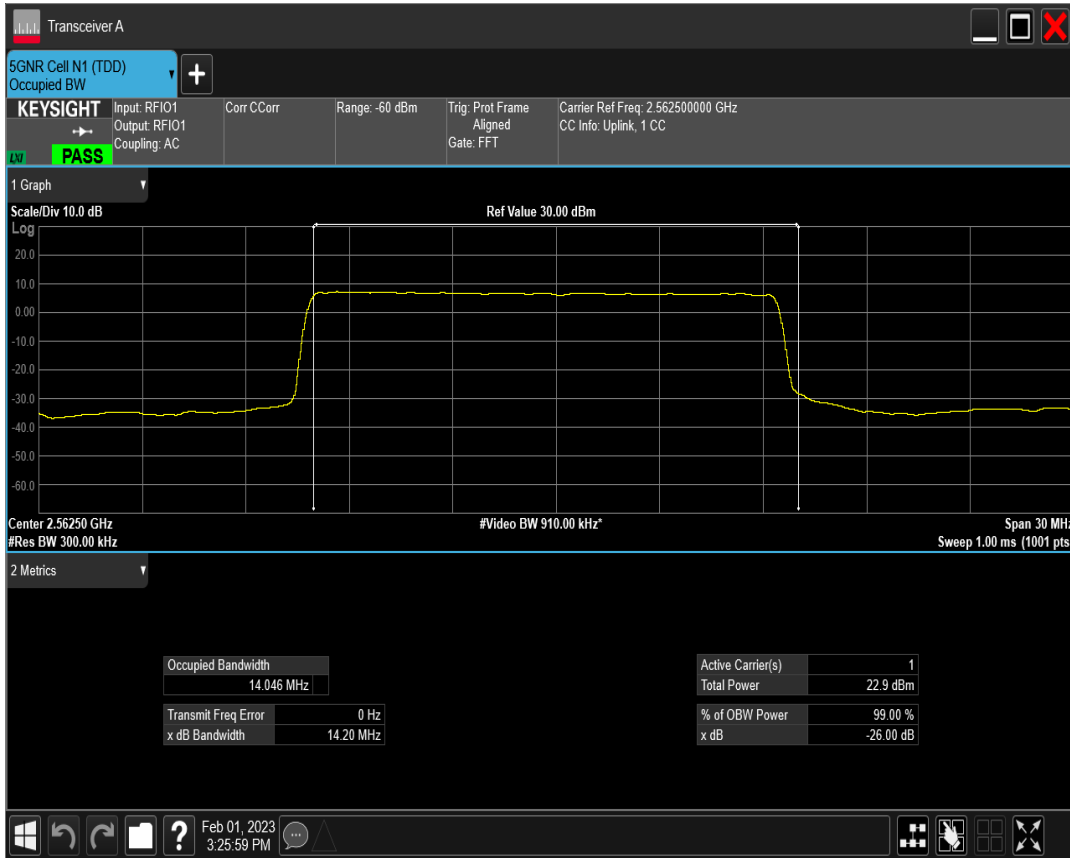 Transceiver A
5GNR Cell N1 (TDD)
Occupied BW
KEYSIGHT
LXI
PASS
Input: RFIO1
Output: RFIO1
Coupling: AC
Corr CCorr
Range: -60 dBm
Trig: Prot Frame
Aligned
Gate: FFT
Carrier Ref Freq: 2.562500000 GHz
CC Info: Uplink, 1 CC
1 Graph
Scale/Div 10.0 dB
Ref Value 30.00 dBm
Log
20.0
10.0
0.00
-10.0
-20.0
-30.0
-40.0
-50.0
-60.0
Center 2.56250 GHz
#Video BW 910.00 kHz*
Span 30 MHz
#Res BW 300.00 kHz
Sweep 1.00 ms (1001 pts
2 Metrics
Occupied Bandwidth
14.046 MHz
Transmit Freq Error 0 Hz
x dB Bandwidth 14.20 MHz
Active Carrier(s) 1
Total Power 22.9 dBm
% of OBW Power 99.00 %
x dB -26.00 dB
?
Feb 01, 2023
3:25:59 PM